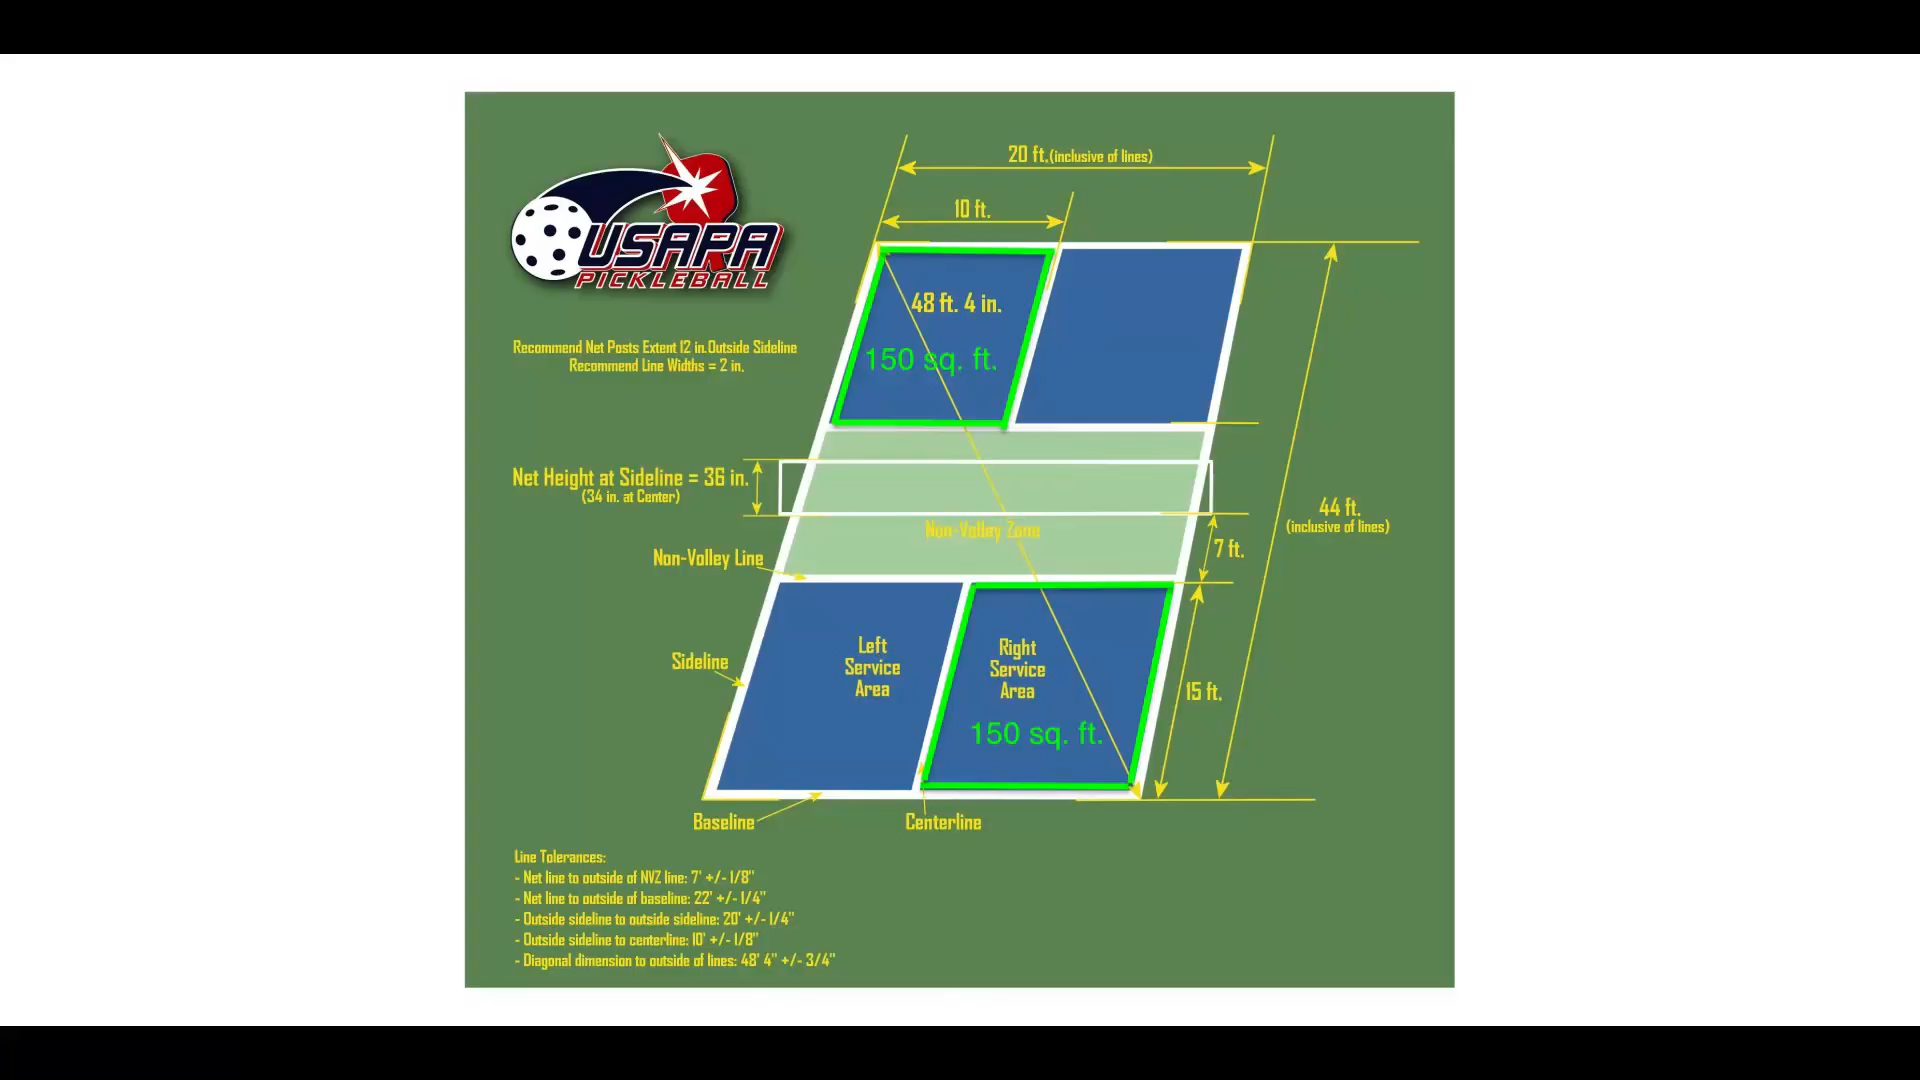 20 ft.(inclusive of lines)
10 ft.
USAPA
PICKLEBALL
48 ft. 4 in.
150 sq. ft.
Recommend Net Posts Extent 12 in.Outside Sideline
Recommend Line Widths = 2 in.
Net Height at Sideline = 36 in.
(34 in. at Center)
44 ft.
(inclusive of lines)
Non-Volley Zone
7 ft.
Non-Volley Line
Left
Service
Area
Right
Service
Area
Sideline
15 ft.
150 sq. ft.
Baseline
Centerline
Line Tolerances:
- Net line to outside of NVZ line: 7' +/- 1/8"
- Net line to outside of baseline: 22' +/- 1/4"
- Outside sideline to outside sideline: 20' +/- 1/4"
- Outside sideline to centerline: 10' +/- 1/8"
- Diagonal dimension to outside of lines: 48' 4" +/- 3/4"